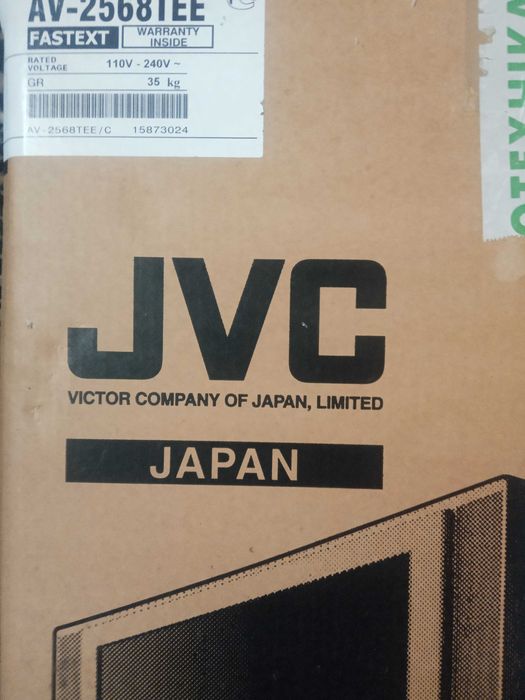 AV-2568TEE
FASTEXT
WARRANTY
INSIDE
RATED
VOLTAGE 110V - 240V ~
GR 35 kg
AV-2568TEE/C 15873024
ОТЕХНІКА
JVC
VICTOR COMPANY OF JAPAN, LIMITED
JAPAN